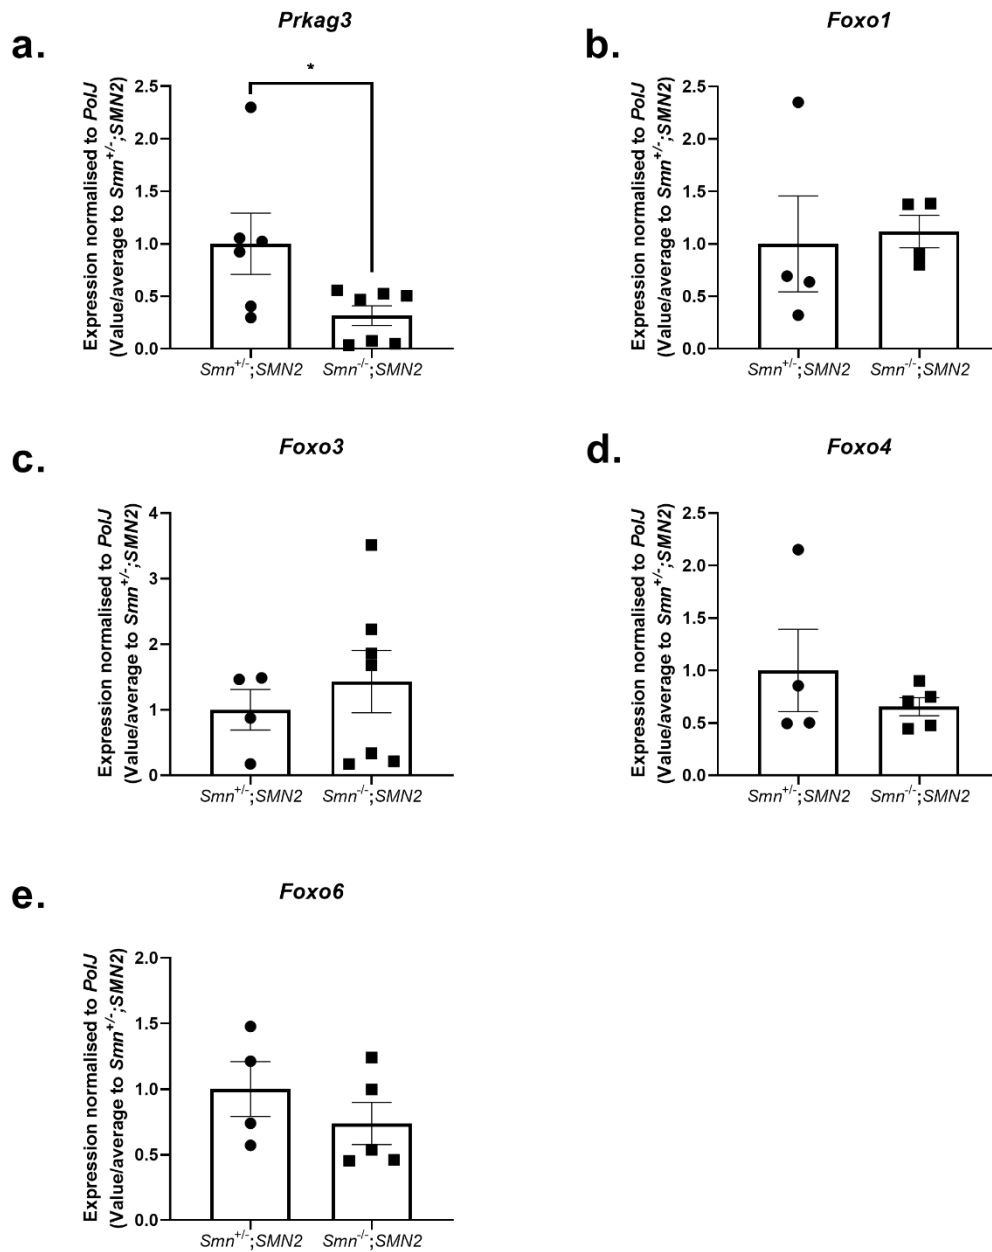 Prkag3
a.
*
Expression normalised to PolJ
(Value/average to Smn+/-;SMN2)
2.5
2.0
1.5
1.0
0.5
0.0
Smn+/-;SMN2 Smn-/-;SMN2
Foxo1
b.
Expression normalised to PolJ
(Value/average to Smn+/-;SMN2)
2.5
2.0
1.5
1.0
0.5
0.0
Smn+/-;SMN2 Smn-/-;SMN2
Foxo3
c.
Expression normalised to PolJ
(Value/average to Smn+/-;SMN2)
4
3
2
1
0
Smn+/-;SMN2 Smn-/-;SMN2
Foxo4
d.
Expression normalised to PolJ
(Value/average to Smn+/-;SMN2)
2.5
2.0
1.5
1.0
0.5
0.0
Smn+/-;SMN2 Smn-/-;SMN2
Foxo6
e.
Expression normalised to PolJ
(Value/average to Smn+/-;SMN2)
2.0
1.5
1.0
0.5
0.0
Smn+/-;SMN2 Smn-/-;SMN2